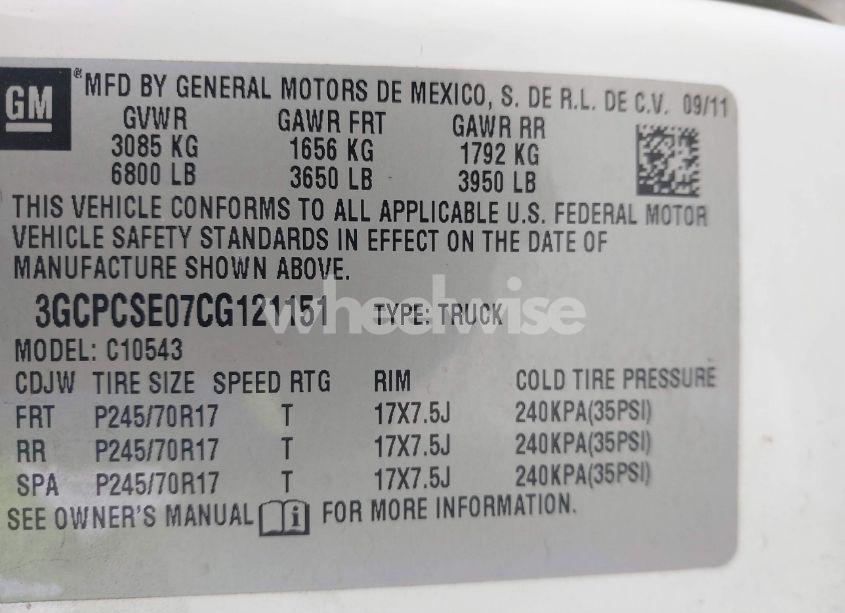 GM
® MFD BY GENERAL MOTORS DE MEXICO, S. DE R.L. DE C.V. 09/11
GVWR GAWR FRT GAWR RR
3085 KG 1656 KG 1792 KG
6800 LB 3650 LB 3950 LB
THIS VEHICLE CONFORMS TO ALL APPLICABLE U.S. FEDERAL MOTOR
VEHICLE SAFETY STANDARDS IN EFFECT ON THE DATE OF
MANUFACTURE SHOWN ABOVE.
3GCPCSE07CG121151 TYPE: TRUCK
wheelwise
MODEL: C10543
CDJW TIRE SIZE SPEED RTG RIM COLD TIRE PRESSURE
FRT P245/70R17 T 17X7.5J 240KPA(35PSI)
RR P245/70R17 T 17X7.5J 240KPA(35PSI)
SPA P245/70R17 T 17X7.5J 240KPA(35PSI)
SEE OWNER'S MANUAL i FOR MORE INFORMATION.